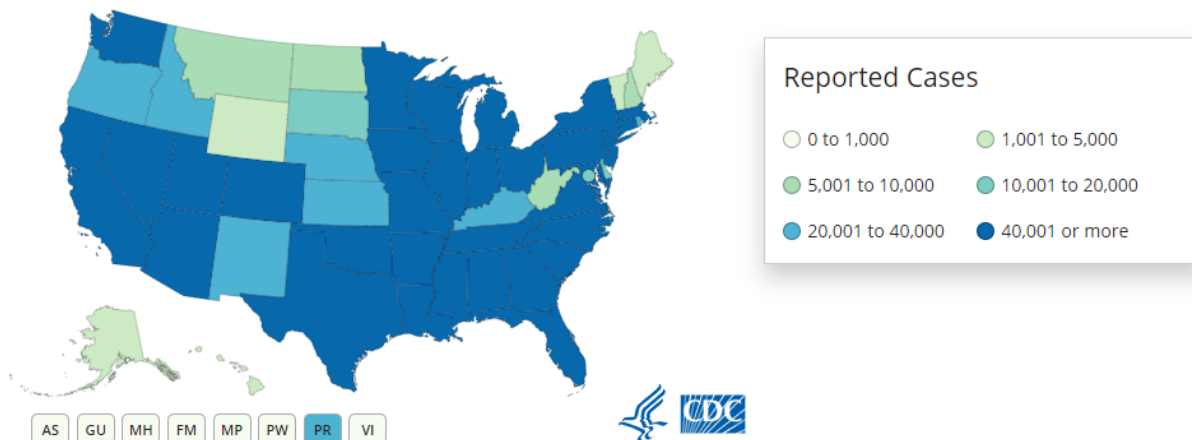 Reported Cases
0 to 1,000
1,001 to 5,000
5,001 to 10,000
10,001 to 20,000
20,001 to 40,000
40,001 or more
AS GU MH FM MP PW PR VI
CDC